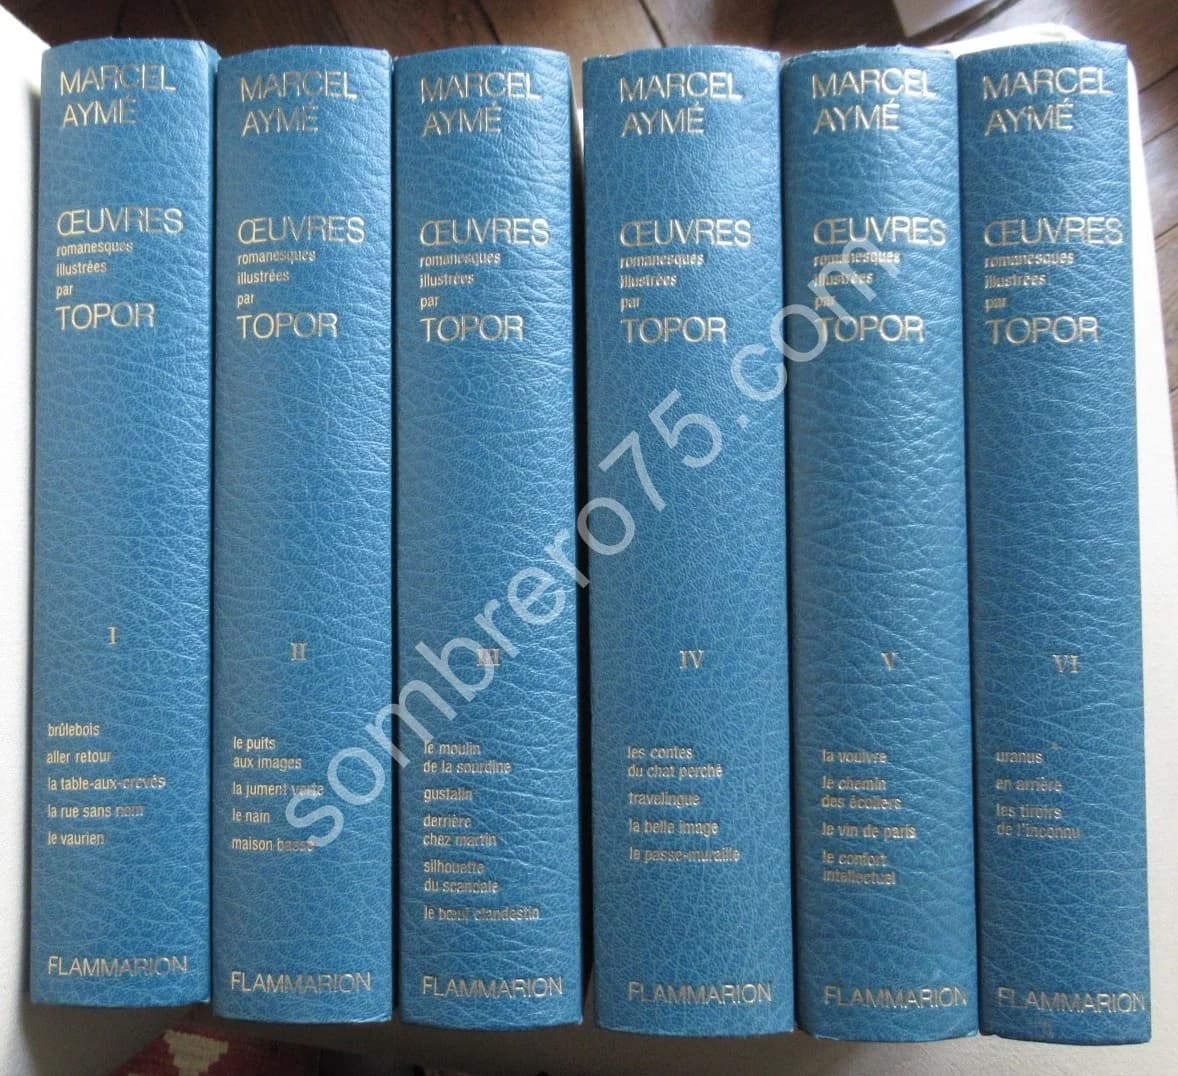 MARCEL
AYMÉ
ŒUVRES
romanesques
illustrées
par
TOPOR
I
brûlebois
aller retour
la table-aux-crevés
la rue sans nom
le vaurien
FLAMMARION
MARCEL
AYMÉ
ŒUVRES
romanesques
illustrées
par
TOPOR
II
le puits
aux images
la jument verte
le nain
maison basse
FLAMMARION
MARCEL
AYMÉ
ŒUVRES
romanesques
illustrées
par
TOPOR
III
le moulin
de la sourdine
gustalin
derrière
chez martin
silhouette
du scandale
le bœuf clandestin
FLAMMARION
MARCEL
AYMÉ
ŒUVRES
romanesques
illustrées
par
TOPOR
IV
les contes
du chat perché
travelingue
la belle image
le passe-muraille
FLAMMARION
MARCEL
AYMÉ
ŒUVRES
romanesques
illustrées
par
TOPOR
V
la vouivre
le chemin
des écoliers
le vin de paris
le confort
intellectuel
FLAMMARION
MARCEL
AYMÉ
ŒUVRES
romanesques
illustrées
par
TOPOR
VI
uranus
en arrière
les tiroirs
de l'inconnu
FLAMMARION
sombrero75.com